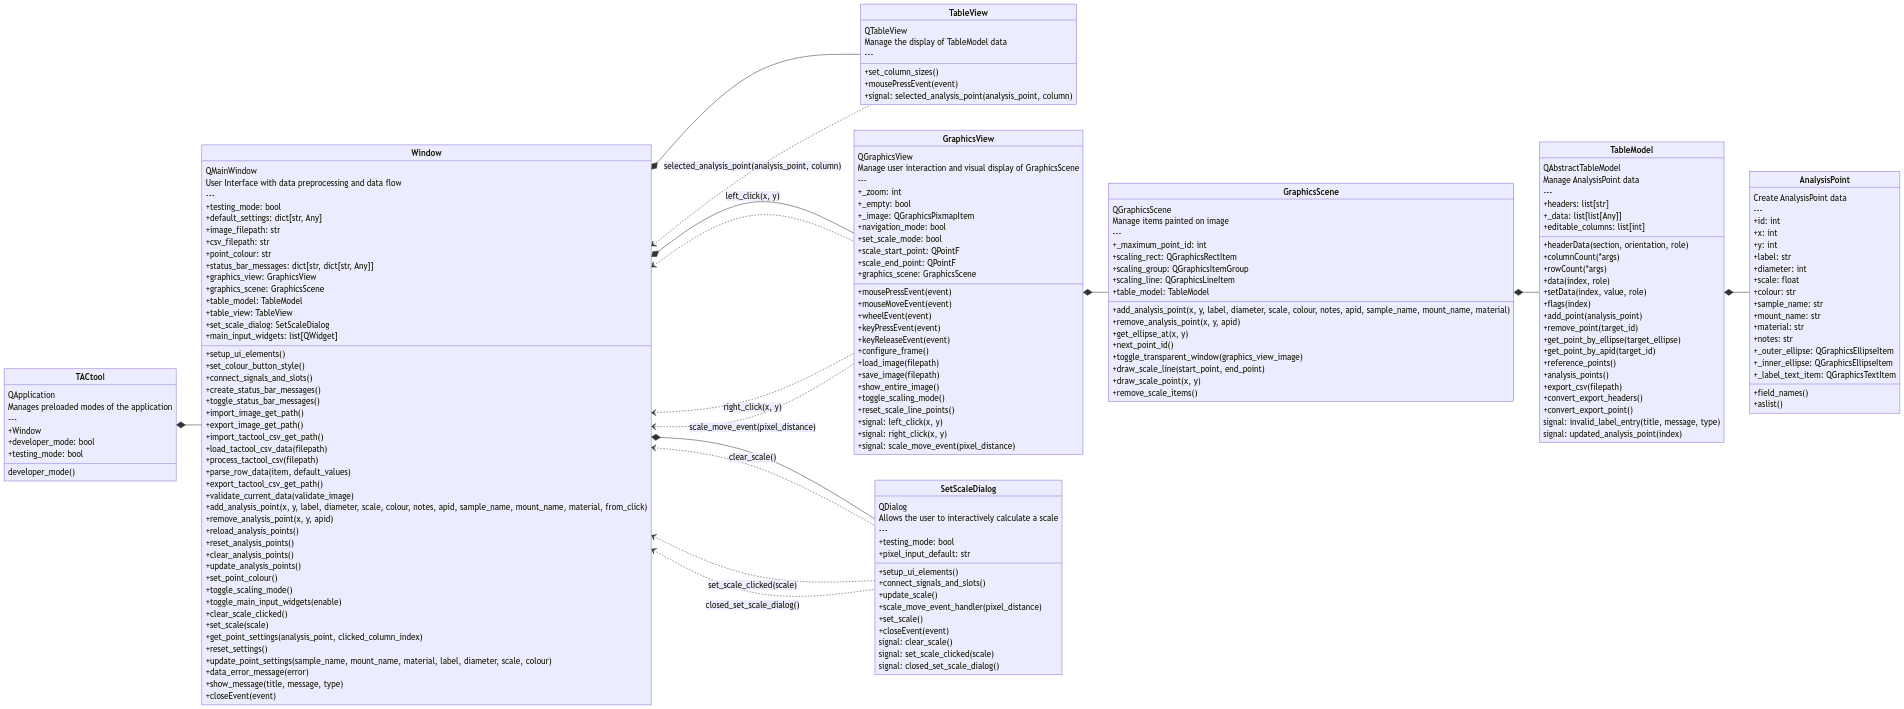 TACtool
QApplication
Manages preloaded modes of the application
---
+Window
+developer_mode: bool
+testing_mode: bool
developer_mode()
Window
QMainWindow
User Interface with data preprocessing and data flow
---
+testing_mode: bool
+default_settings: dict[str, Any]
+image_filepath: str
+csv_filepath: str
+point_colour: str
+status_bar_messages: dict[str, dict[str, Any]]
+graphics_view: GraphicsView
+graphics_scene: GraphicsScene
+table_model: TableModel
+table_view: TableView
+set_scale_dialog: SetScaleDialog
+main_input_widgets: list[QWidget]
+setup_ui_elements()
+set_colour_button_style()
+connect_signals_and_slots()
+create_status_bar_messages()
+toggle_status_bar_messages()
+import_image_get_path()
+export_image_get_path()
+import_tactool_csv_get_path()
+load_tactool_csv_data(filepath)
+process_tactool_csv(filepath)
+parse_row_data(item, default_values)
+export_tactool_csv_get_path()
+validate_current_data(validate_image)
+add_analysis_point(x, y, label, diameter, scale, colour, notes, apid, sample_name, mount_name, material, from_click)
+remove_analysis_point(x, y, apid)
+reload_analysis_points()
+reset_analysis_points()
+clear_analysis_points()
+update_analysis_points()
+set_point_colour()
+toggle_scaling_mode()
+toggle_main_input_widgets(enable)
+clear_scale_clicked()
+set_scale(scale)
+get_point_settings(analysis_point, clicked_column_index)
+reset_settings()
+update_point_settings(sample_name, mount_name, material, label, diameter, scale, colour)
+data_error_message(error)
+show_message(title, message, type)
+closeEvent(event)
selected_analysis_point(analysis_point, column)
left_click(x, y)
right_click(x, y)
scale_move_event(pixel_distance)
clear_scale()
set_scale_clicked(scale)
closed_set_scale_dialog()
TableView
QTableView
Manage the display of TableModel data
---
+set_column_sizes()
+mousePressEvent(event)
+signal: selected_analysis_point(analysis_point, column)
GraphicsView
QGraphicsView
Manage user interaction and visual display of GraphicsScene
---
+_zoom: int
+_empty: bool
+_image: QGraphicsPixmapItem
+navigation_mode: bool
+set_scale_mode: bool
+scale_start_point: QPointF
+scale_end_point: QPointF
+graphics_scene: GraphicsScene
+mousePressEvent(event)
+mouseMoveEvent(event)
+wheelEvent(event)
+keyPressEvent(event)
+keyReleaseEvent(event)
+configure_frame()
+load_image(filepath)
+save_image(filepath)
+show_entire_image()
+toggle_scaling_mode()
+reset_scale_line_points()
+signal: left_click(x, y)
+signal: right_click(x, y)
+signal: scale_move_event(pixel_distance)
SetScaleDialog
QDialog
Allows the user to interactively calculate a scale
---
+testing_mode: bool
+pixel_input_default: str
+setup_ui_elements()
+connect_signals_and_slots()
+update_scale()
+scale_move_event_handler(pixel_distance)
+set_scale()
+closeEvent(event)
signal: clear_scale()
signal: set_scale_clicked(scale)
signal: closed_set_scale_dialog()
GraphicsScene
QGraphicsScene
Manage items painted on image
---
+_maximum_point_id: int
+scaling_rect: QGraphicsRectItem
+scaling_group: QGraphicsItemGroup
+scaling_line: QGraphicsLineItem
+table_model: TableModel
+add_analysis_point(x, y, label, diameter, scale, colour, notes, apid, sample_name, mount_name, material)
+remove_analysis_point(x, y, apid)
+get_ellipse_at(x, y)
+next_point_id()
+toggle_transparent_window(graphics_view_image)
+draw_scale_line(start_point, end_point)
+draw_scale_point(x, y)
+remove_scale_items()
TableModel
QAbstractTableModel
Manage AnalysisPoint data
---
+headers: list[str]
+_data: list[list[Any]]
+editable_columns: list[int]
+headerData(section, orientation, role)
+columnCount(*args)
+rowCount(*args)
+data(index, role)
+setData(index, value, role)
+flags(index)
+add_point(analysis_point)
+remove_point(target_id)
+get_point_by_ellipse(target_ellipse)
+get_point_by_apid(target_id)
+reference_points()
+analysis_points()
+export_csv(filepath)
+convert_export_headers()
+convert_export_point()
signal: invalid_label_entry(title, message, type)
signal: updated_analysis_point(index)
AnalysisPoint
Create AnalysisPoint data
---
+id: int
+x: int
+y: int
+label: str
+diameter: int
+scale: float
+colour: str
+sample_name: str
+mount_name: str
+material: str
+notes: str
+_outer_ellipse: QGraphicsEllipseItem
+_inner_ellipse: QGraphicsEllipseItem
+_label_text_item: QGraphicsTextItem
+field_names()
+aslist()